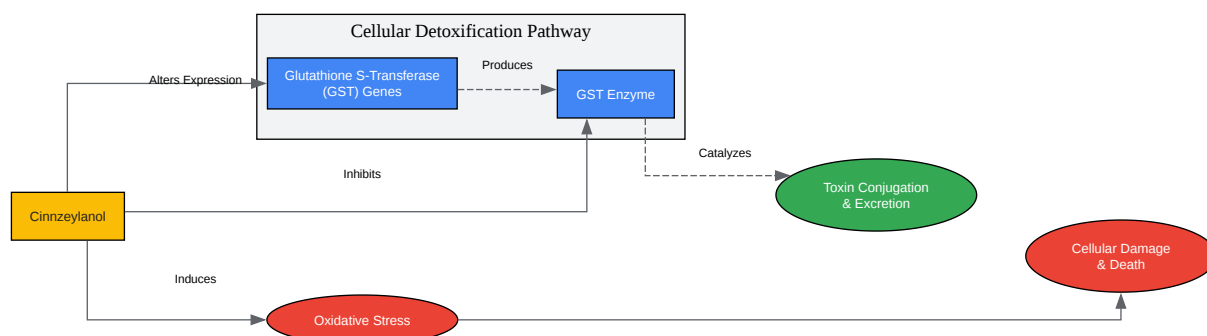 Cellular Detoxification Pathway
Alters Expression
Glutathione S-Transferase
(GST) Genes
Produces
GST Enzyme
Catalyzes
Inhibits
Toxin Conjugation
& Excretion
Cinnzeylanol
Cellular Damage
& Death
Induces
Oxidative Stress